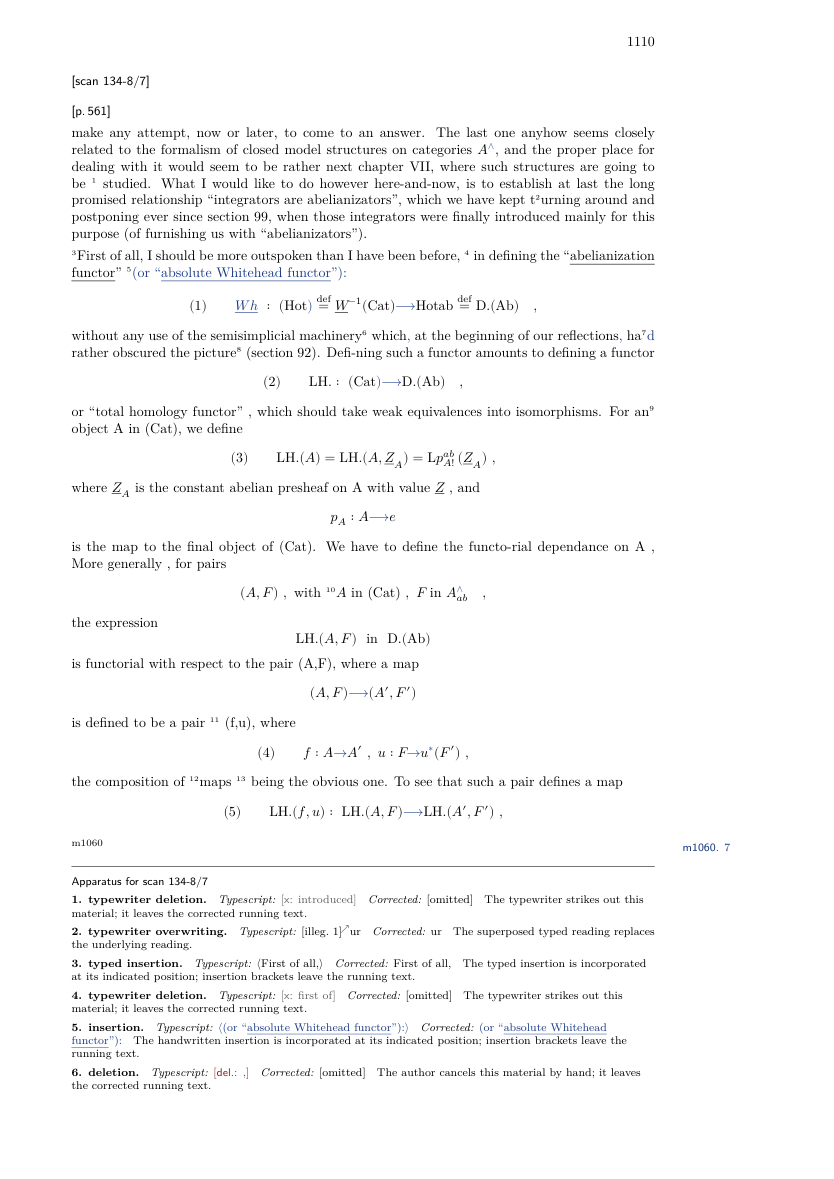 1110
[scan 134-8/7]
[p. 561]
make any attempt, now or later, to come to an answer. The last one anyhow seems closely
related to the formalism of closed model structures on categories A^, and the proper place for
dealing with it would seem to be rather next chapter VII, where such structures are going to
be ¹ studied. What I would like to do however here-and-now, is to establish at last the long
promised relationship “integrators are abelianizators”, which we have kept t²urning around and
postponing ever since section 99, when those integrators were finally introduced mainly for this
purpose (of furnishing us with “abelianizators”).
³First of all, I should be more outspoken than I have been before, ⁴ in defining the “abelianization
functor” ⁵(or “absolute Whitehead functor”):
(1) Wh : (Hot) def= W⁻¹(Cat)⟶Hotab def= D.(Ab) ,
without any use of the semisimplicial machinery⁶ which, at the beginning of our reflections, ha⁷d
rather obscured the picture⁸ (section 92). Defi-ning such a functor amounts to defining a functor
(2) LH. : (Cat)⟶D.(Ab) ,
or “total homology functor” , which should take weak equivalences into isomorphisms. For an⁹
object A in (Cat), we define
(3) LH.(A) = LH.(A, Z_A) = Lp_{A!}^{ab} (Z_A) ,
where Z_A is the constant abelian presheaf on A with value Z , and
p_A : A⟶e
is the map to the final object of (Cat). We have to define the functo-rial dependance on A ,
More generally , for pairs
(A, F) , with ¹⁰A in (Cat) , F in A^_{ab} ,
the expression
LH.(A, F) in D.(Ab)
is functorial with respect to the pair (A,F), where a map
(A, F)⟶(A′, F′)
is defined to be a pair ¹¹ (f,u), where
(4) f : A→A′ , u : F→u*(F′) ,
the composition of ¹²maps ¹³ being the obvious one. To see that such a pair defines a map
(5) LH.(f, u) : LH.(A, F)⟶LH.(A′, F′) ,
m1060
m1060. 7
Apparatus for scan 134-8/7
1. typewriter deletion. Typescript: [x: introduced] Corrected: [omitted] The typewriter strikes out this
material; it leaves the corrected running text.
2. typewriter overwriting. Typescript: [illeg. 1]↗ur Corrected: ur The superposed typed reading replaces
the underlying reading.
3. typed insertion. Typescript: ⟨First of all,⟩ Corrected: First of all, The typed insertion is incorporated
at its indicated position; insertion brackets leave the running text.
4. typewriter deletion. Typescript: [x: first of] Corrected: [omitted] The typewriter strikes out this
material; it leaves the corrected running text.
5. insertion. Typescript: ⟨(or “absolute Whitehead functor”):⟩ Corrected: (or “absolute Whitehead
functor”): The handwritten insertion is incorporated at its indicated position; insertion brackets leave the
running text.
6. deletion. Typescript: [del.: ,] Corrected: [omitted] The author cancels this material by hand; it leaves
the corrected running text.